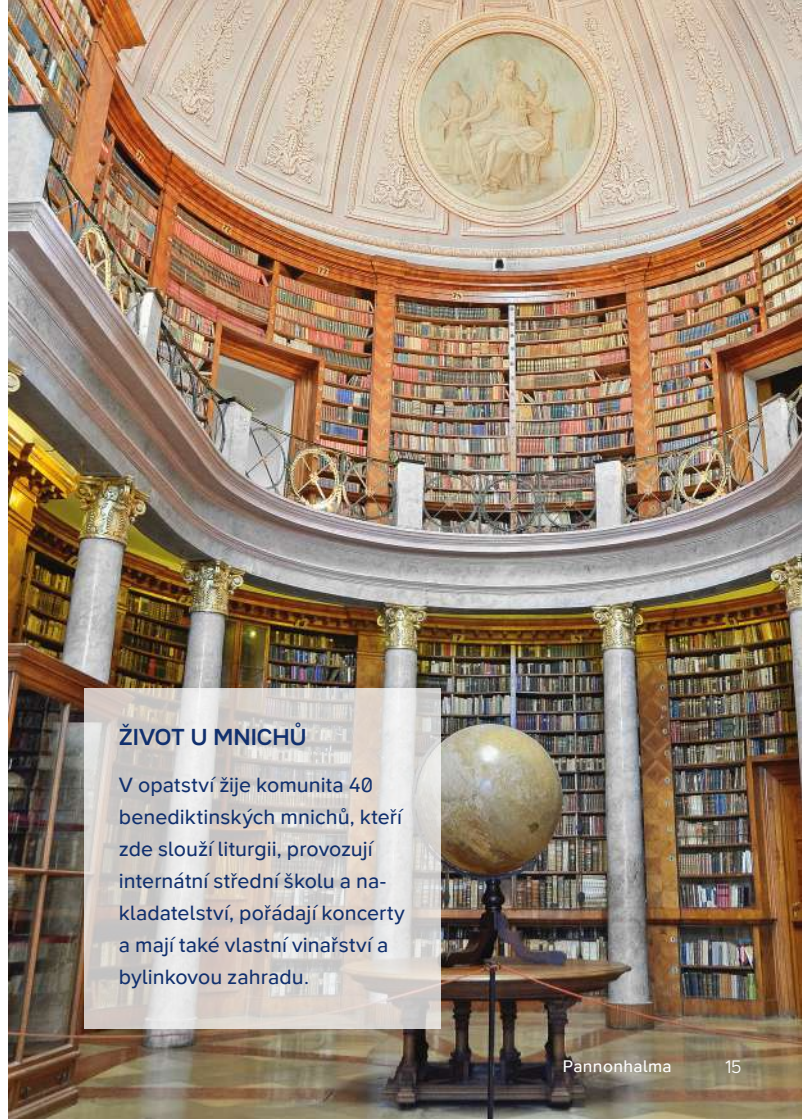 ŽIVOT U MNICHŮ
V opatství žije komunita 40
benediktinských mnichů, kteří
zde slouží liturgii, provozují
internátní střední školu a na-
kladatelství, pořádají koncerty
a mají také vlastní vinařství a
bylinkovou zahradu.
Pannonhalma 15